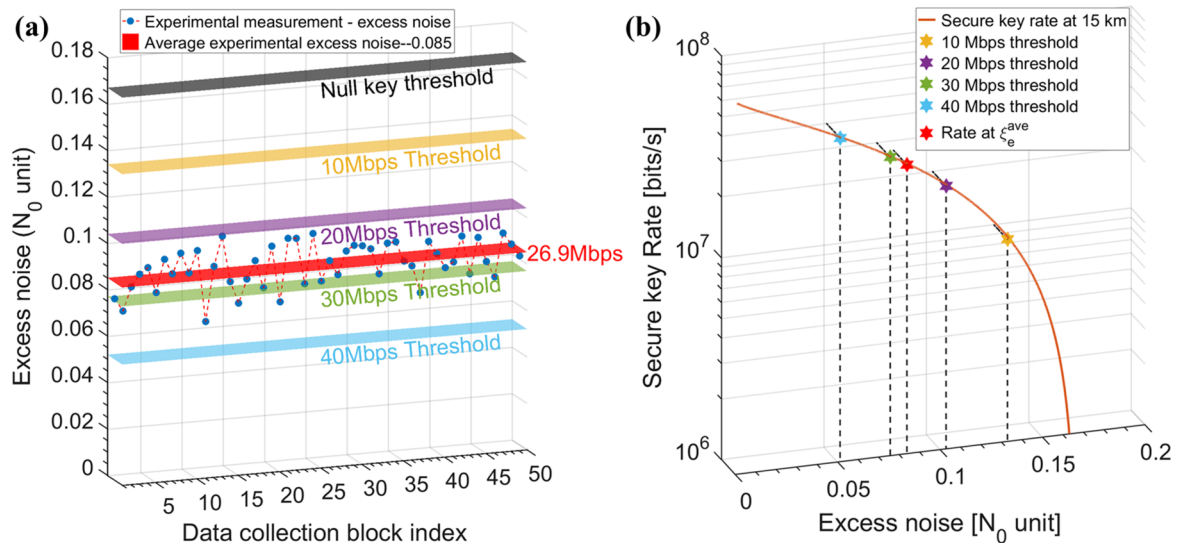 (a)
Experimental measurement - excess noise
Average experimental excess noise--0.085
0.18
0.16
0.14
0.12
0.1
0.08
0.06
0.04
0.02
0
Excess noise (N0 unit)
Null key threshold
10Mbps Threshold
20Mbps Threshold
26.9Mbps
30Mbps Threshold
40Mbps Threshold
5
10
15
20
25
30
35
40
45
50
Data collection block index
(b)
Secure key rate at 15 km
10 Mbps threshold
20 Mbps threshold
30 Mbps threshold
40 Mbps threshold
Rate at ξ_e^ave
10^8
10^7
10^6
Secure key Rate [bits/s]
0
0.05
0.1
0.15
0.2
Excess noise [N0 unit]